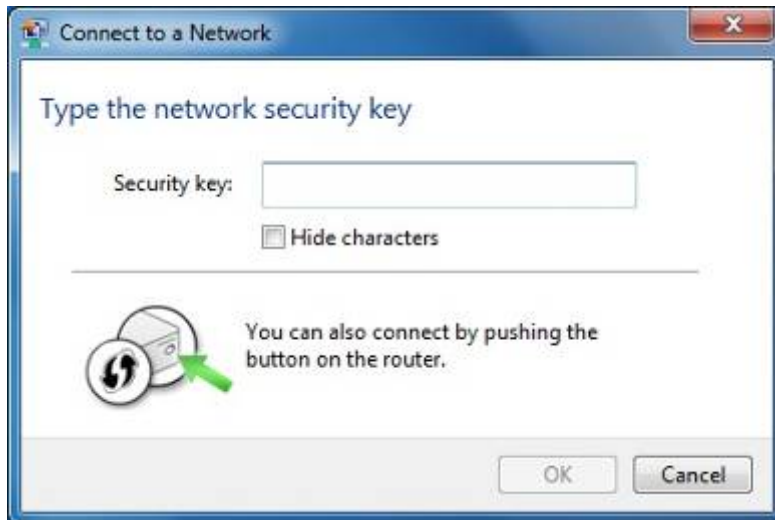 Connect to a Network
Type the network security key
Security key:
Hide characters
You can also connect by pushing the
button on the router.
OK
Cancel